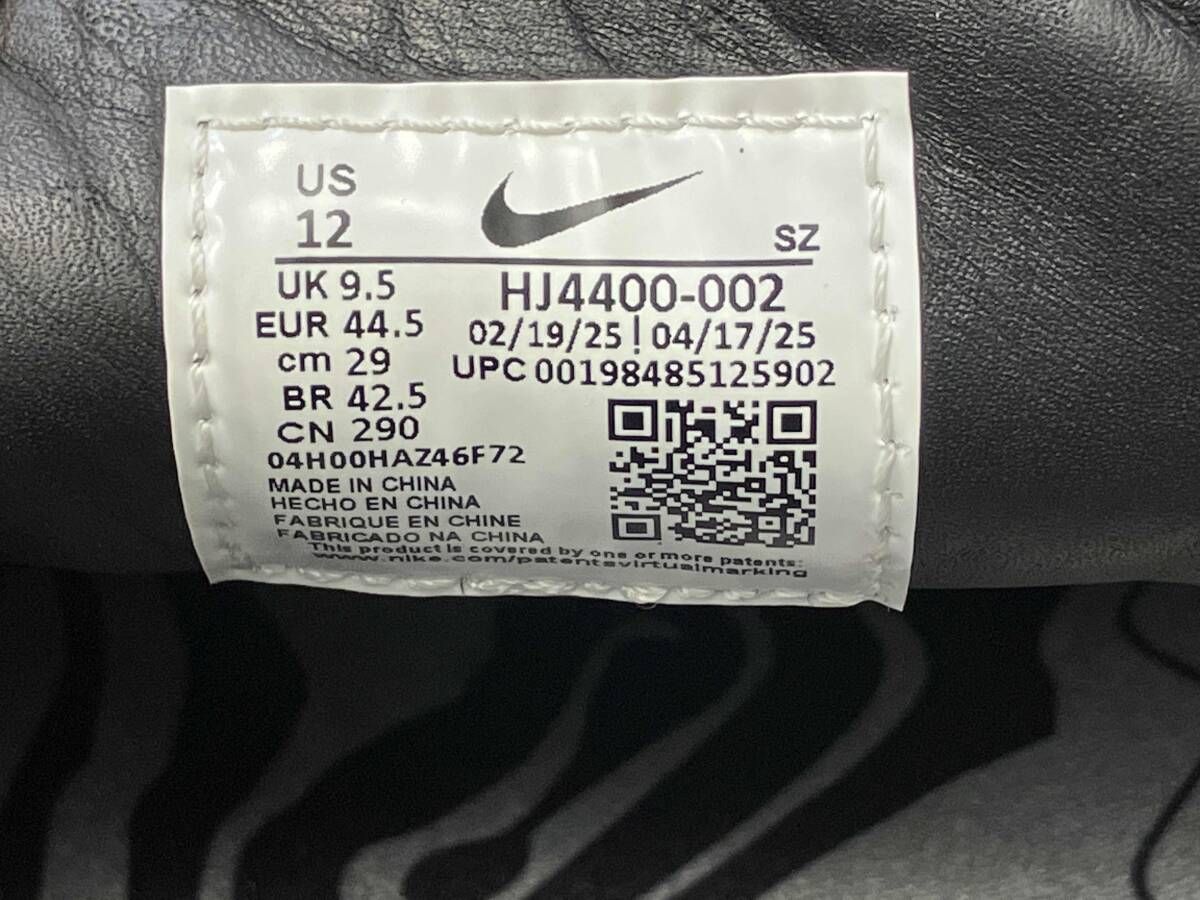 US
12
SZ
UK 9.5
EUR 44.5
cm 29
BR 42.5
CN 290
HJ4400-002
02/19/25 | 04/17/25
UPC 00198485125902
04H00HAZ46F72
MADE IN CHINA
HECHO EN CHINA
FABRIQUE EN CHINE
FABRICADO NA CHINA
This product is covered by one or more patents:
www.nike.com/patentsvirtualmarking